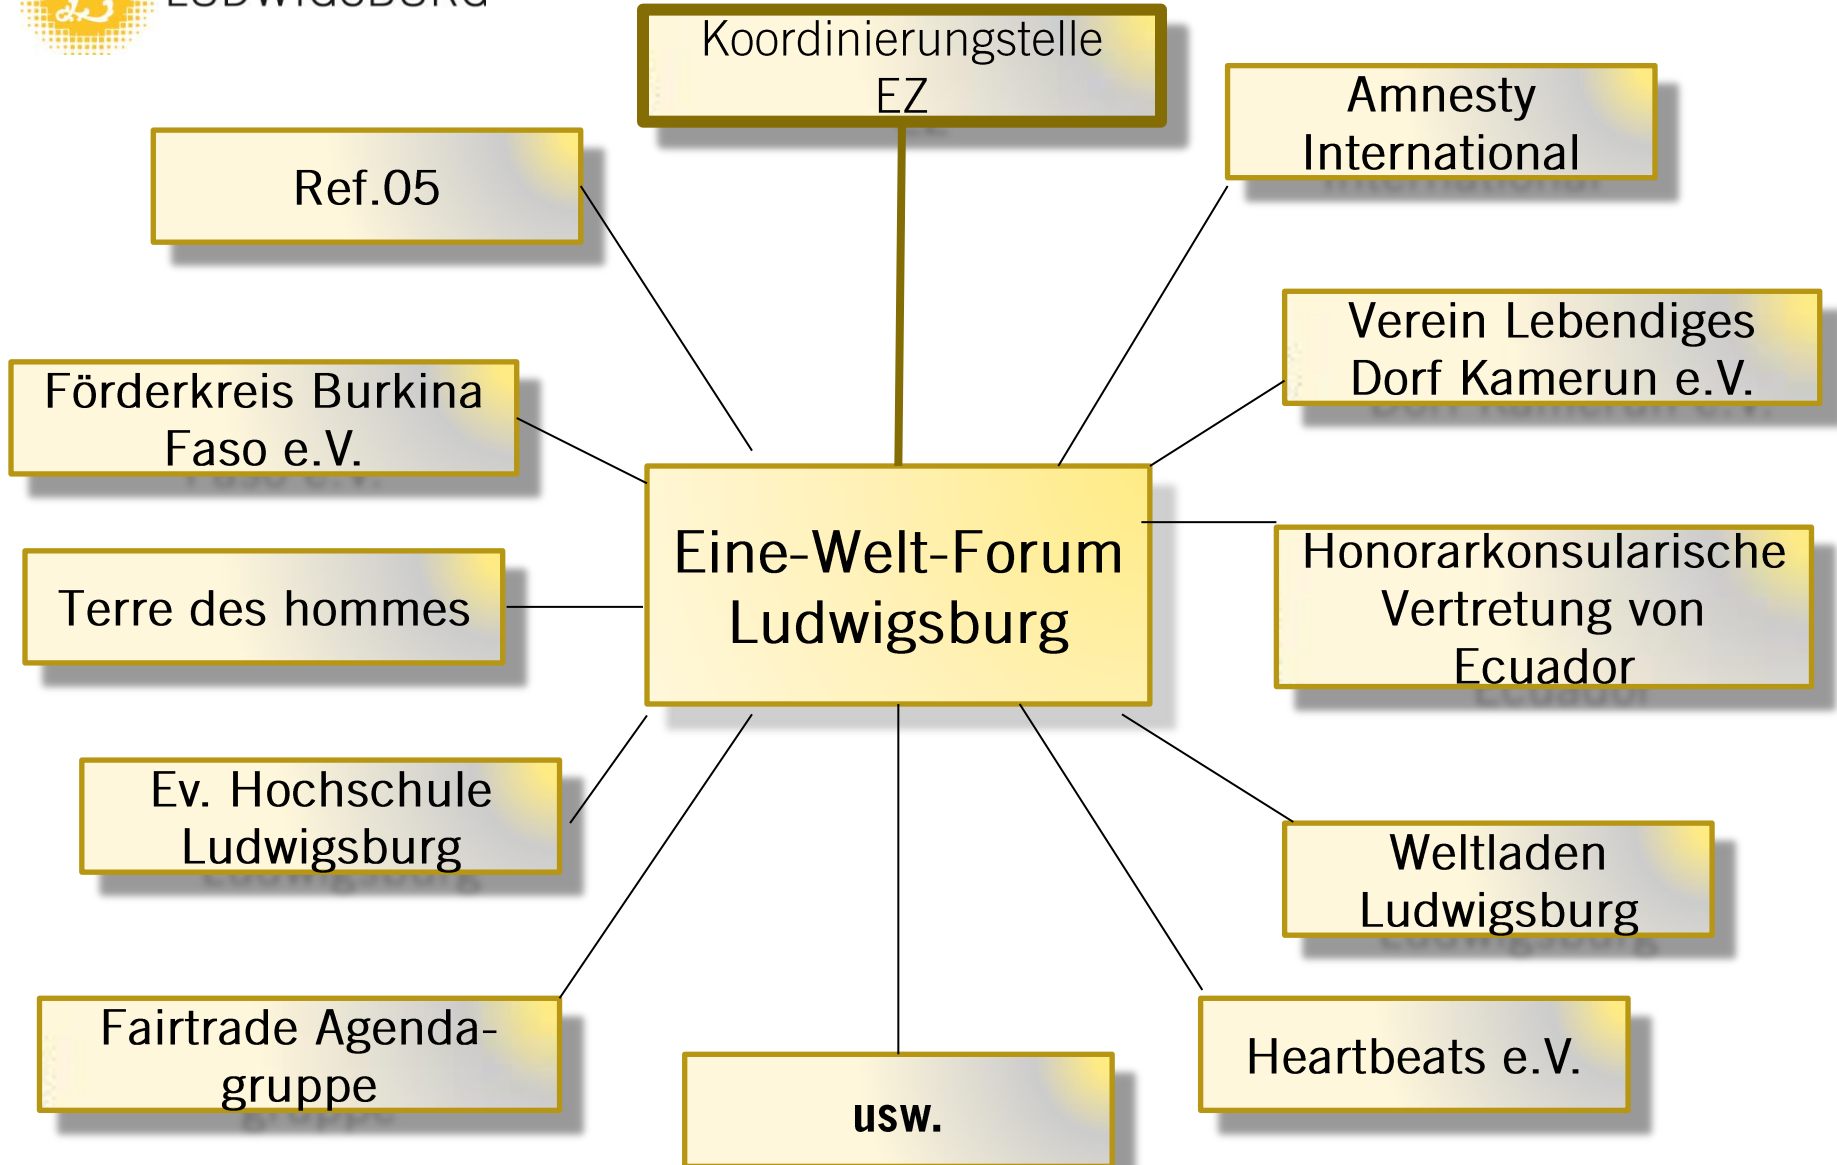 LUDWIGSBURG
Koordinierungstelle
EZ
Amnesty
International
Ref.05
Verein Lebendiges
Dorf Kamerun e.V.
Förderkreis Burkina
Faso e.V.
Eine-Welt-Forum
Ludwigsburg
Honorarkonsularische
Vertretung von
Ecuador
Terre des hommes
Ev. Hochschule
Ludwigsburg
Weltladen
Ludwigsburg
Fairtrade Agenda-
gruppe
Heartbeats e.V.
usw.